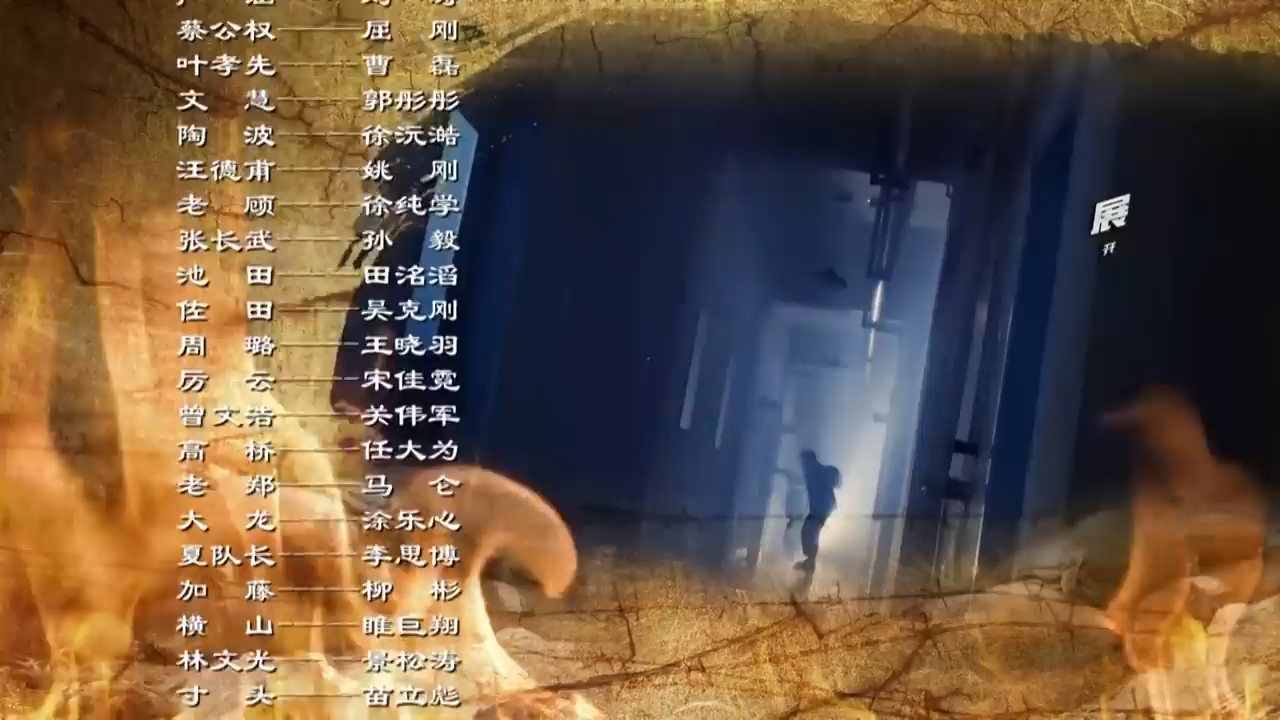 蔡公权——屈 刚
叶孝先——曹 磊
文 慧——郭彤彤
陶 波——徐沅澔
汪德甫——姚 刚
老 顾——徐纯学
张长武——孙 毅
池 田——田洺滔
佐 田——吴克刚
周 璐——王晓羽
厉 云——宋佳霓
曾文浩——关伟军
高 桥——任大为
老 郑——马 仑
大 龙——涂乐心
夏队长——李思博
加 藤——柳 彬
横 山——睢巨翔
林文光——景松涛
寸 头——苗立彪
展
开